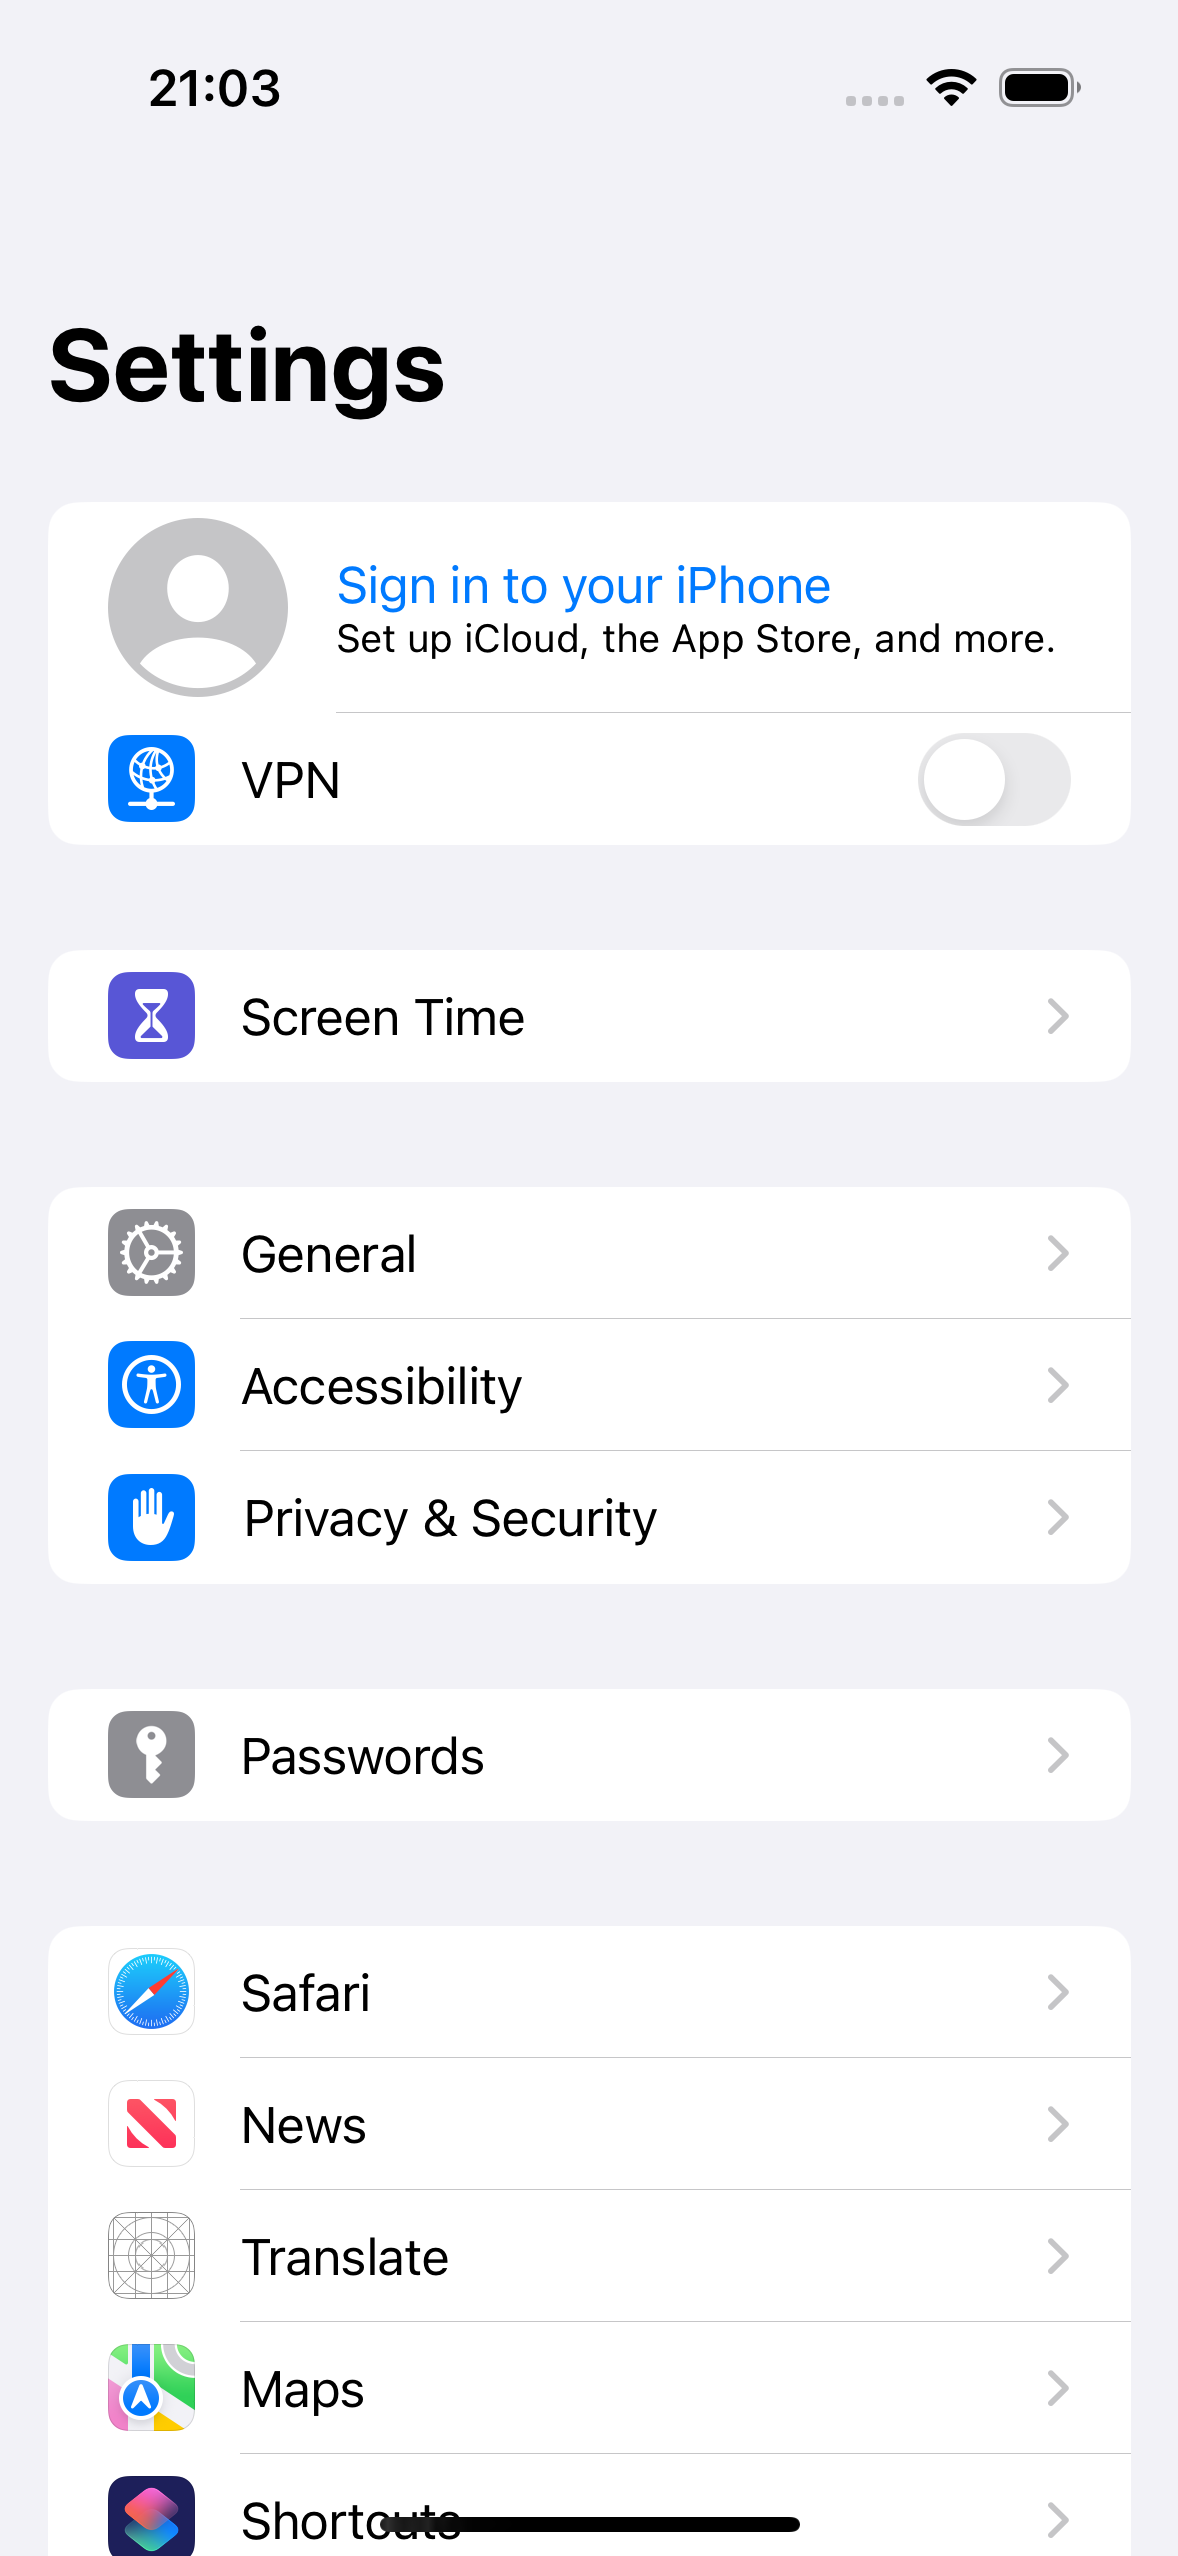 21:03
Settings
Sign in to your iPhone
Set up iCloud, the App Store, and more.
VPN
Screen Time
General
Accessibility
Privacy & Security
Passwords
Safari
News
Translate
Maps
Shortcuts